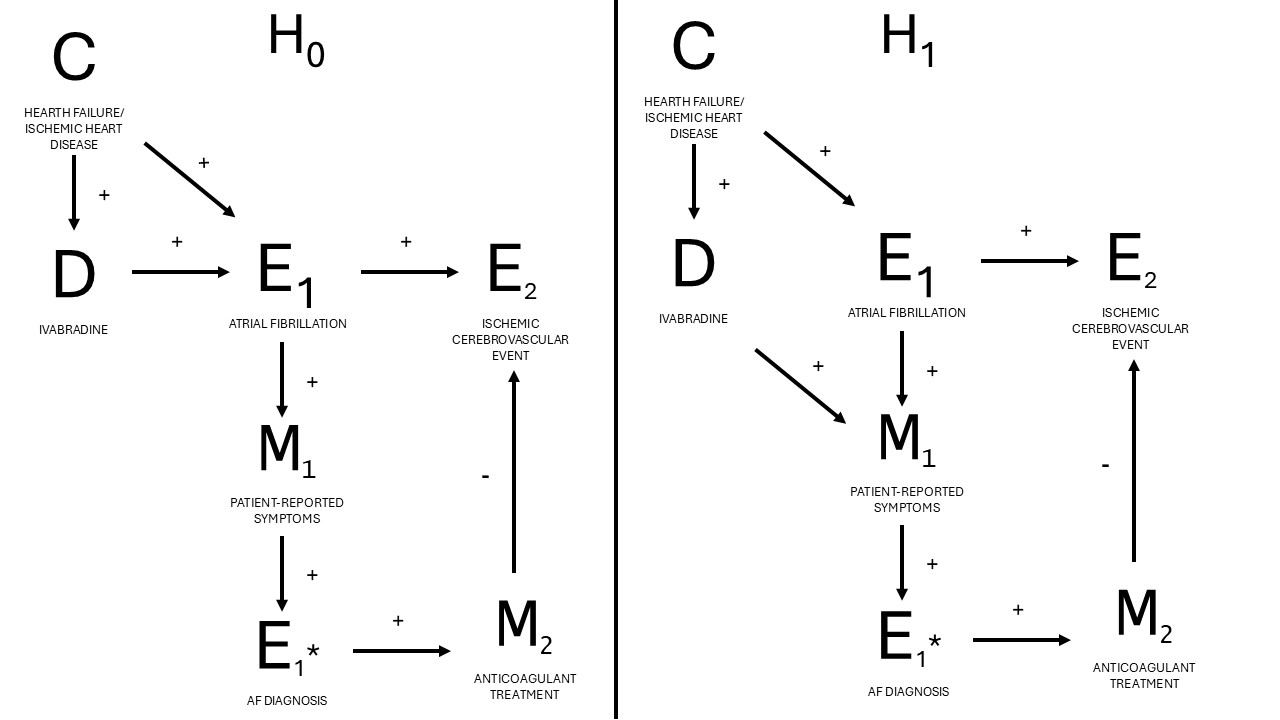 C
H0
HEARTH FAILURE/
ISCHEMIC HEART
DISEASE
+
+
D
+
E1
+
E2
IVABRADINE
ATRIAL FIBRILLATION
ISCHEMIC
CEREBROVASCULAR
EVENT
+
M1
-
PATIENT-REPORTED
SYMPTOMS
+
E1*
+
M2
AF DIAGNOSIS
ANTICOAGULANT
TREATMENT
C
H1
HEARTH FAILURE/
ISCHEMIC HEART
DISEASE
+
+
D
E1
+
E2
IVABRADINE
ATRIAL FIBRILLATION
ISCHEMIC
CEREBROVASCULAR
EVENT
+
+
M1
-
PATIENT-REPORTED
SYMPTOMS
+
E1*
+
M2
AF DIAGNOSIS
ANTICOAGULANT
TREATMENT